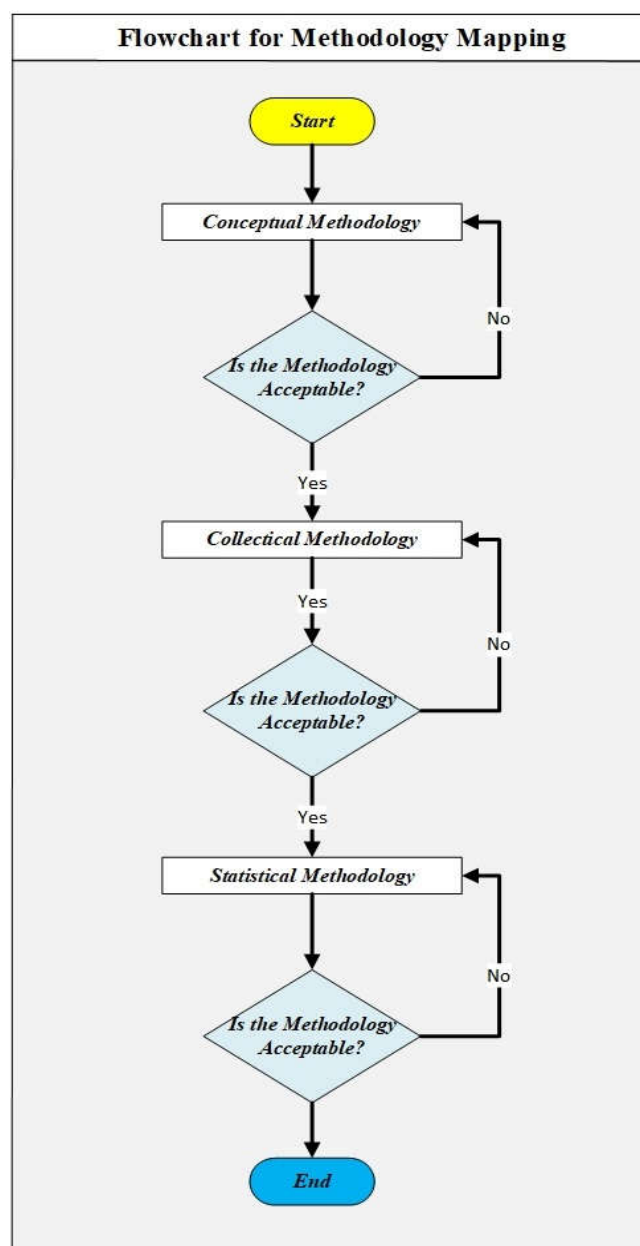 Flowchart for Methodology Mapping
Start
Conceptual Methodology
No
Is the Methodology
Acceptable?
Yes
Collectical Methodology
Yes
No
Is the Methodology
Acceptable?
Yes
Statistical Methodology
No
Is the Methodology
Acceptable?
End